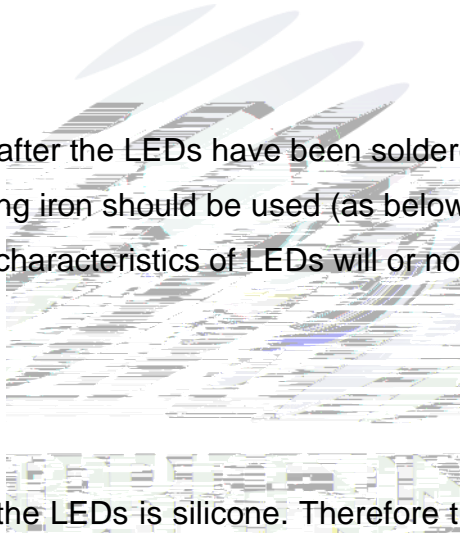 after the LEDs have been solder
ng iron should be used (as below
characteristics of LEDs will or no
the LEDs is silicone. Therefore t